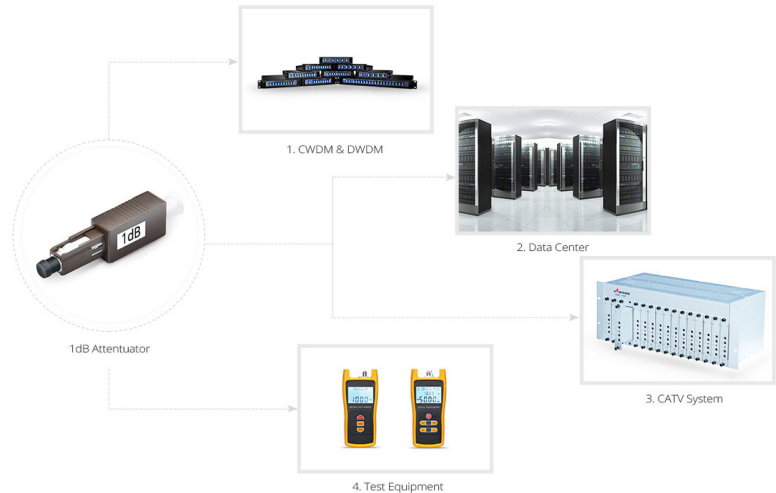 1. CWDM & DWDM
2. Data Center
1dB
1dB Attentuator
3. CATV System
4. Test Equipment